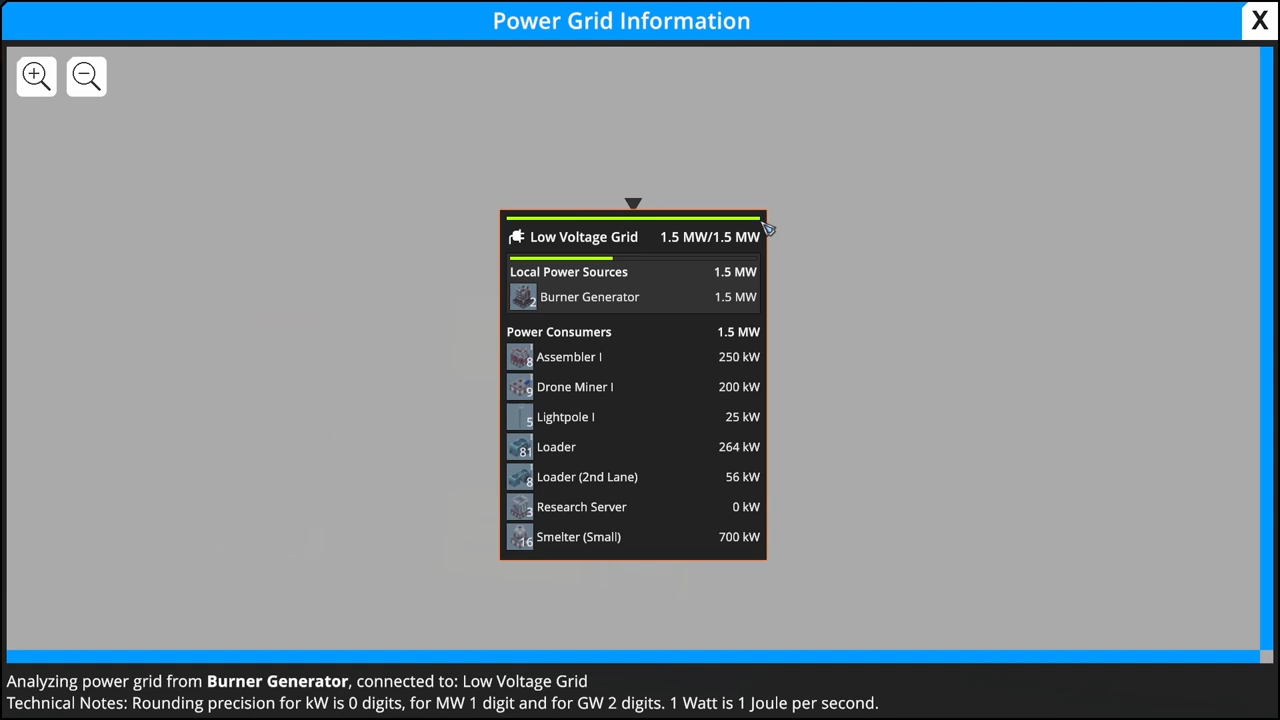 Power Grid Information
X
Low Voltage Grid 1.5 MW/1.5 MW
Local Power Sources 1.5 MW
2 Burner Generator 1.5 MW
Power Consumers 1.5 MW
8 Assembler I 250 kW
9 Drone Miner I 200 kW
5 Lightpole I 25 kW
81 Loader 264 kW
8 Loader (2nd Lane) 56 kW
3 Research Server 0 kW
16 Smelter (Small) 700 kW
Analyzing power grid from Burner Generator, connected to: Low Voltage Grid
Technical Notes: Rounding precision for kW is 0 digits, for MW 1 digit and for GW 2 digits. 1 Watt is 1 Joule per second.